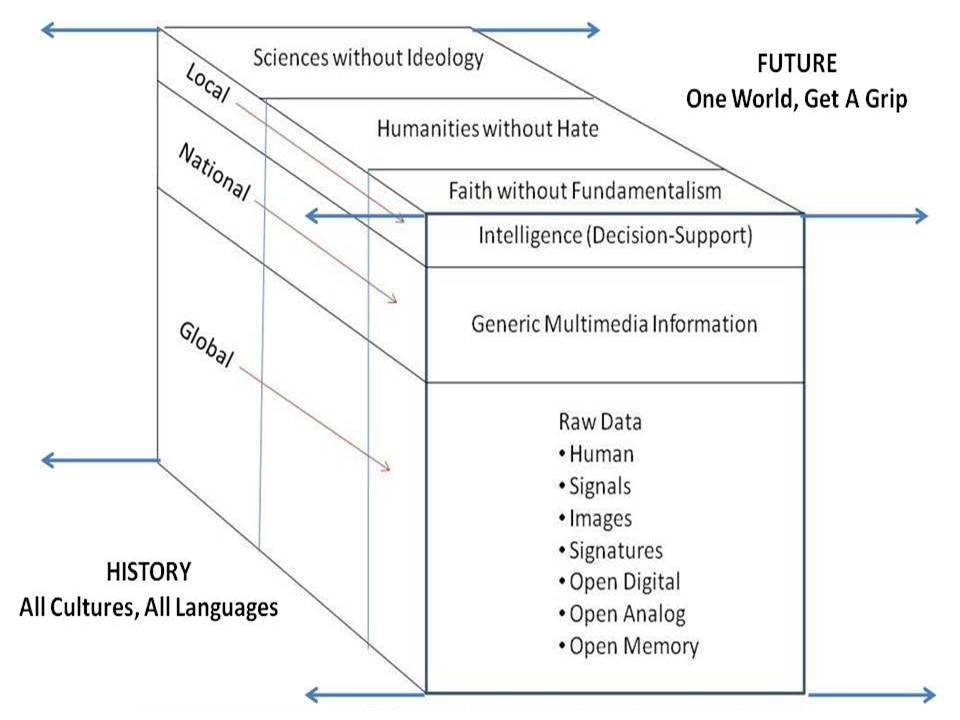 Sciences without Ideology
FUTURE
One World, Get A Grip
Local
Humanities without Hate
National
Faith without Fundamentalism
Intelligence (Decision-Support)
Generic Multimedia Information
Global
Raw Data
• Human
• Signals
• Images
• Signatures
• Open Digital
• Open Analog
• Open Memory
HISTORY
All Cultures, All Languages